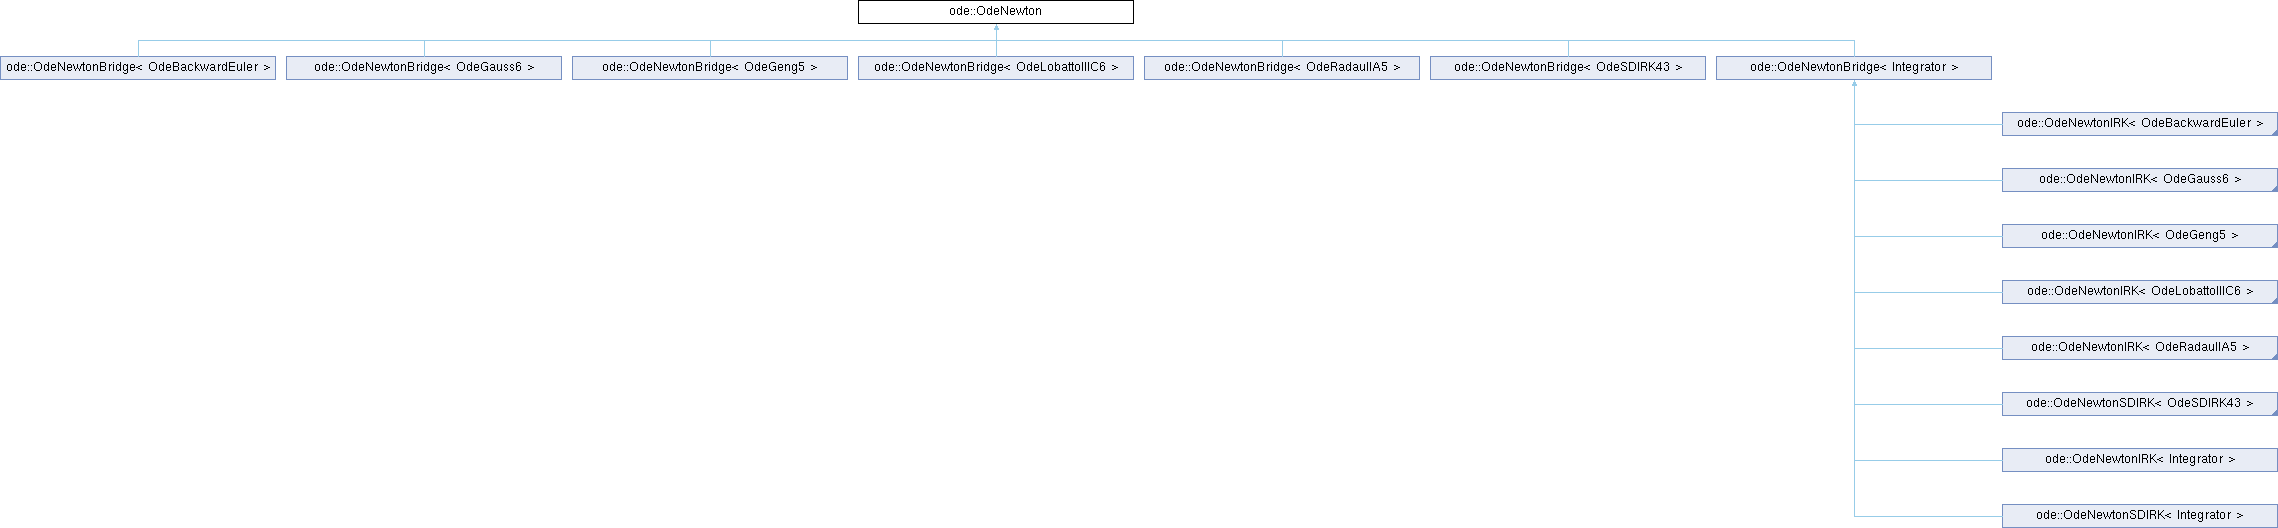 ode::OdeNewton
ode::OdeNewtonBridge< OdeBackwardEuler >
ode::OdeNewtonBridge< OdeGauss6 >
ode::OdeNewtonBridge< OdeGeng5 >
ode::OdeNewtonBridge< OdeLobattoIIIC6 >
ode::OdeNewtonBridge< OdeRadauIIA5 >
ode::OdeNewtonBridge< OdeSDIRK43 >
ode::OdeNewtonBridge< Integrator >
ode::OdeNewtonIRK< OdeBackwardEuler >
ode::OdeNewtonIRK< OdeGauss6 >
ode::OdeNewtonIRK< OdeGeng5 >
ode::OdeNewtonIRK< OdeLobattoIIIC6 >
ode::OdeNewtonIRK< OdeRadauIIA5 >
ode::OdeNewtonSDIRK< OdeSDIRK43 >
ode::OdeNewtonIRK< Integrator >
ode::OdeNewtonSDIRK< Integrator >